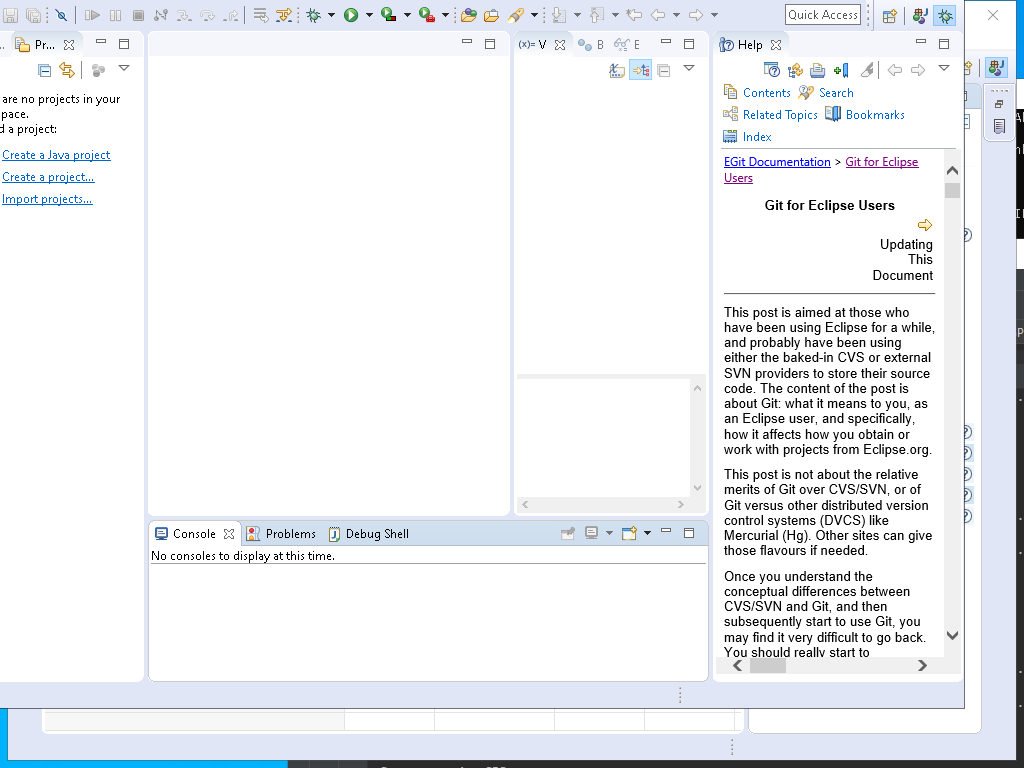 Quick Access
Pr...
(x)= V
B
E
Help
are no projects in your
pace.
d a project:
Create a Java project
Create a project...
Import projects...
Contents
Search
Related Topics
Bookmarks
Index
EGit Documentation > Git for Eclipse
Users
Git for Eclipse Users
Updating
This
Document
This post is aimed at those who
have been using Eclipse for a while,
and probably have been using
either the baked-in CVS or external
SVN providers to store their source
code. The content of the post is
about Git: what it means to you, as
an Eclipse user, and specifically,
how it affects how you obtain or
work with projects from Eclipse.org.
This post is not about the relative
merits of Git over CVS/SVN, or of
Git versus other distributed version
control systems (DVCS) like
Mercurial (Hg). Other sites can give
those flavours if needed.
Once you understand the
conceptual differences between
CVS/SVN and Git, and then
subsequently start to use Git, you
may find it very difficult to go back.
You should really start to
Console
Problems
Debug Shell
No consoles to display at this time.